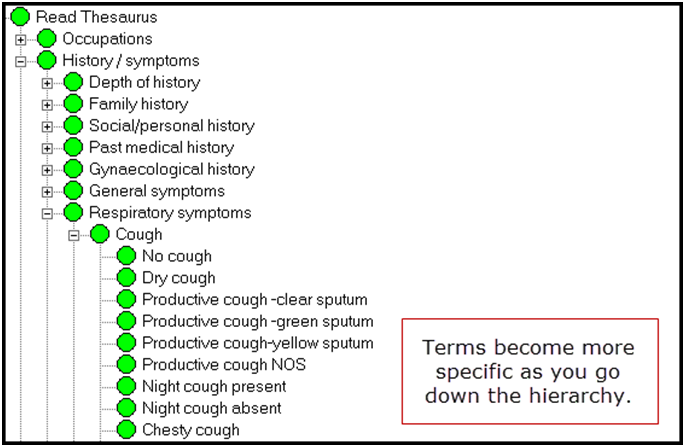 Read Thesaurus
Occupations
History / symptoms
Depth of history
Family history
Social/personal history
Past medical history
Gynaecological history
General symptoms
Respiratory symptoms
Cough
No cough
Dry cough
Productive cough -clear sputum
Productive cough -green sputum
Productive cough-yellow sputum
Productive cough NOS
Night cough present
Night cough absent
Chesty cough
Terms become more
specific as you go
down the hierarchy.